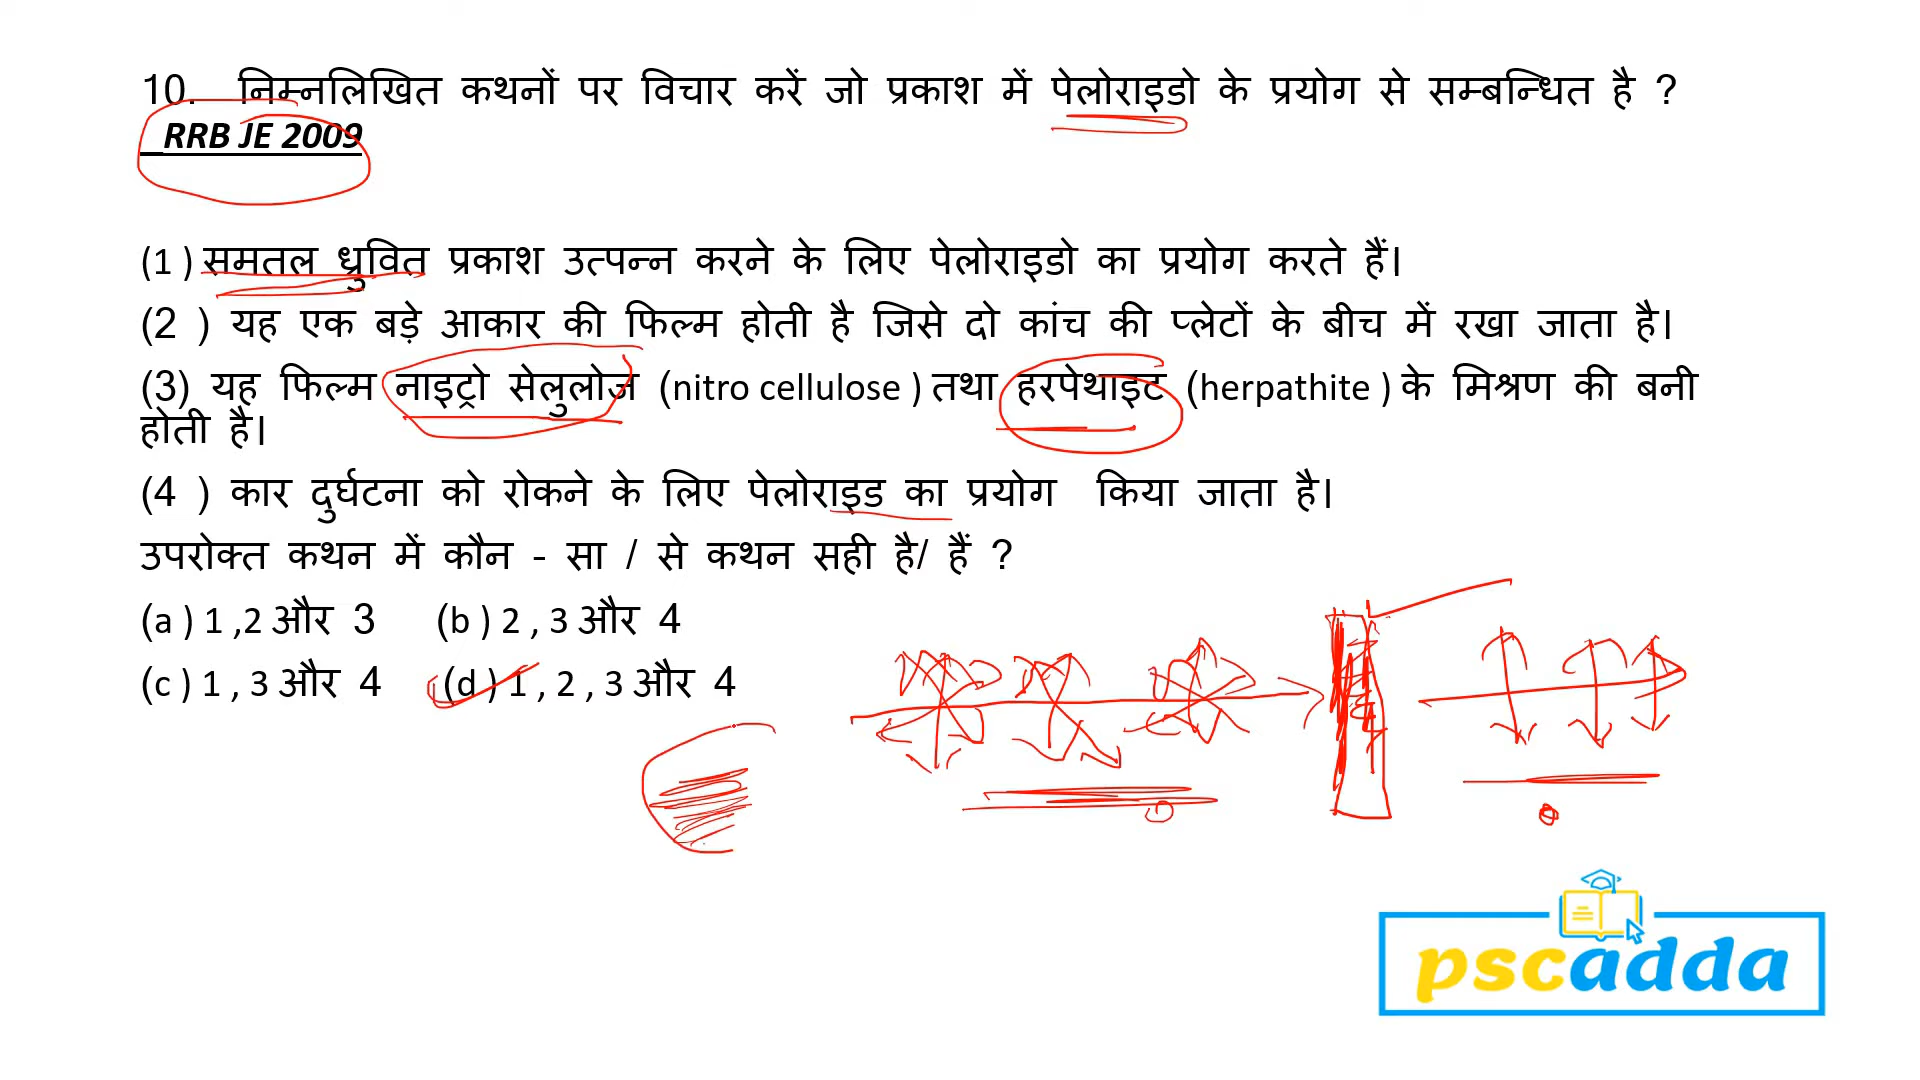 10. निम्नलिखित कथनों पर विचार करें जो प्रकाश में पेलोराइडो के प्रयोग से सम्बन्धित है ?
RRB JE 2009
(1 ) समतल ध्रुवित प्रकाश उत्पन्न करने के लिए पेलोराइडो का प्रयोग करते हैं।
(2 ) यह एक बड़े आकार की फिल्म होती है जिसे दो कांच की प्लेटों के बीच में रखा जाता है।
(3) यह फिल्म नाइट्रो सेलुलोज (nitro cellulose ) तथा हरपेथाइट (herpathite ) के मिश्रण की बनी
होती है।
(4 ) कार दुर्घटना को रोकने के लिए पेलोराइड का प्रयोग किया जाता है।
उपरोक्त कथन में कौन - सा / से कथन सही है/ हैं ?
(a ) 1 ,2 और 3 (b ) 2 , 3 और 4
(c ) 1 , 3 और 4 (d ) 1 , 2 , 3 और 4
pscadda